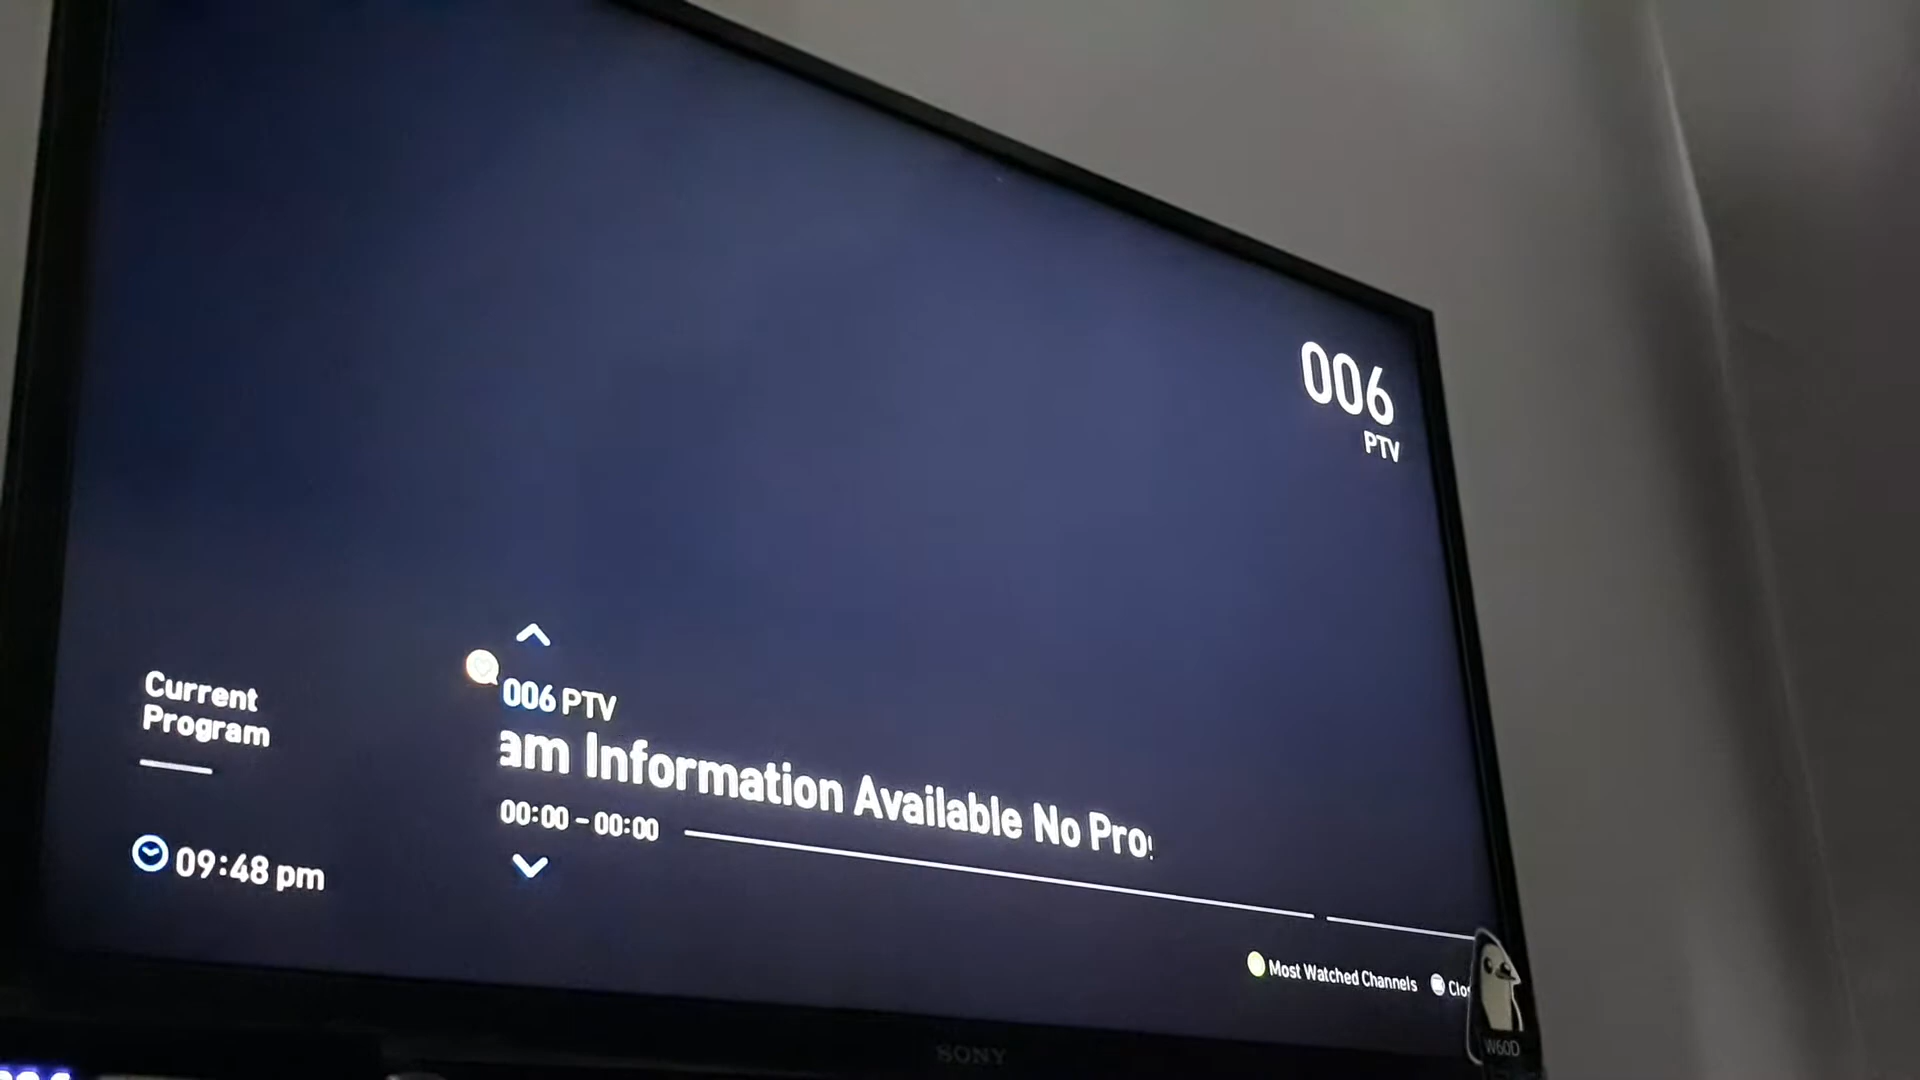 006
PTV
006 PTV
am Information Available No Pro
00:00 - 00:00
Current
Program
09:48 pm
Most Watched Channels
Clo
SONY
W60D